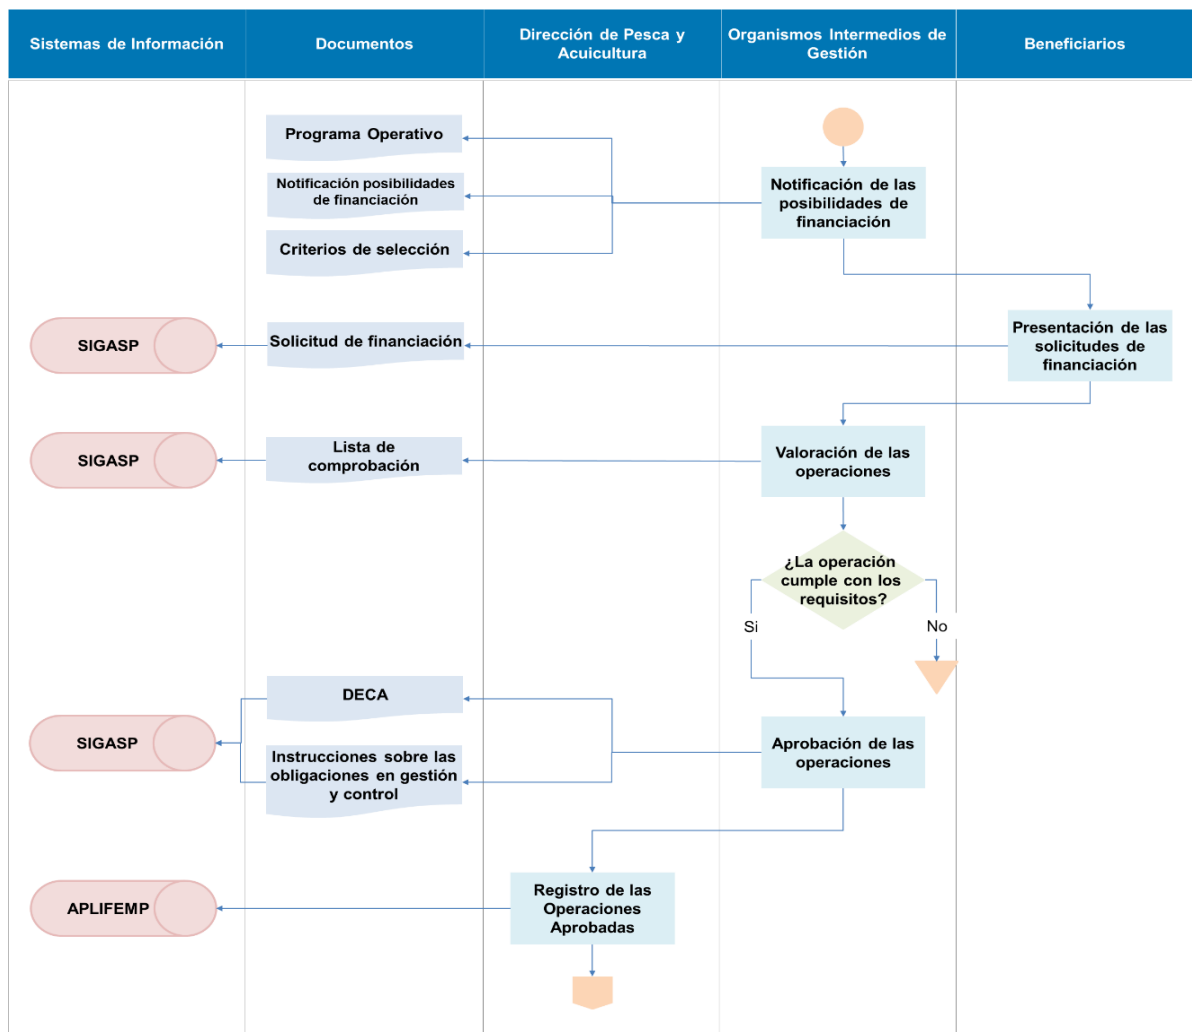 Sistemas de Información
Documentos
Dirección de Pesca y
Acuicultura
Organismos Intermedios de
Gestión
Beneficiarios
Programa Operativo
Notificación posibilidades
de financiación
Criterios de selección
Notificación de las
posibilidades de
financiación
SIGASP
Solicitud de financiación
Presentación de las
solicitudes de
financiación
SIGASP
Lista de
comprobación
Valoración de las
operaciones
¿La operación
cumple con los
requisitos?
Si
No
SIGASP
DECA
Instrucciones sobre las
obligaciones en gestión
y control
Aprobación de las
operaciones
APLIFEMP
Registro de las
Operaciones
Aprobadas